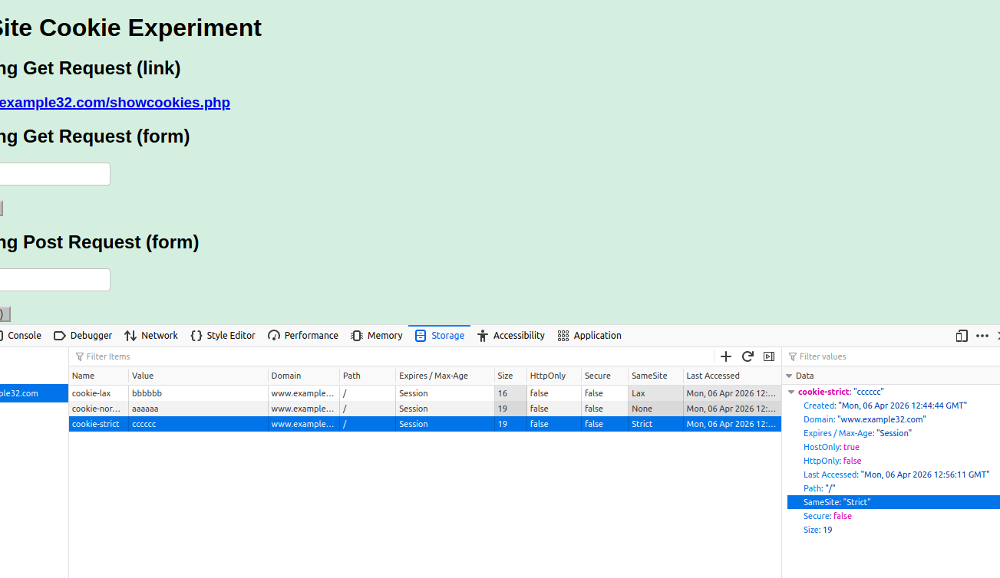 Site Cookie Experiment
ng Get Request (link)
example32.com/showcookies.php
ng Get Request (form)
ng Post Request (form)
)
Console Debugger Network Style Editor Performance Memory Storage Accessibility Application
Filter Items Filter values
Name Value Domain Path Expires / Max-Age Size HttpOnly Secure SameSite Last Accessed Data
ple32.com cookie-lax bbbbbb www.example... / Session 16 false false Lax Mon, 06 Apr 2026 12:...
cookie-nor... aaaaaa www.example... / Session 19 false false None Mon, 06 Apr 2026 12:...
cookie-strict cccccc www.example... / Session 19 false false Strict Mon, 06 Apr 2026 12:...
cookie-strict: "cccccc"
Created: "Mon, 06 Apr 2026 12:44:44 GMT"
Domain: "www.example32.com"
Expires / Max-Age: "Session"
HostOnly: true
HttpOnly: false
Last Accessed: "Mon, 06 Apr 2026 12:56:11 GMT"
Path: "/"
SameSite: "Strict"
Secure: false
Size: 19